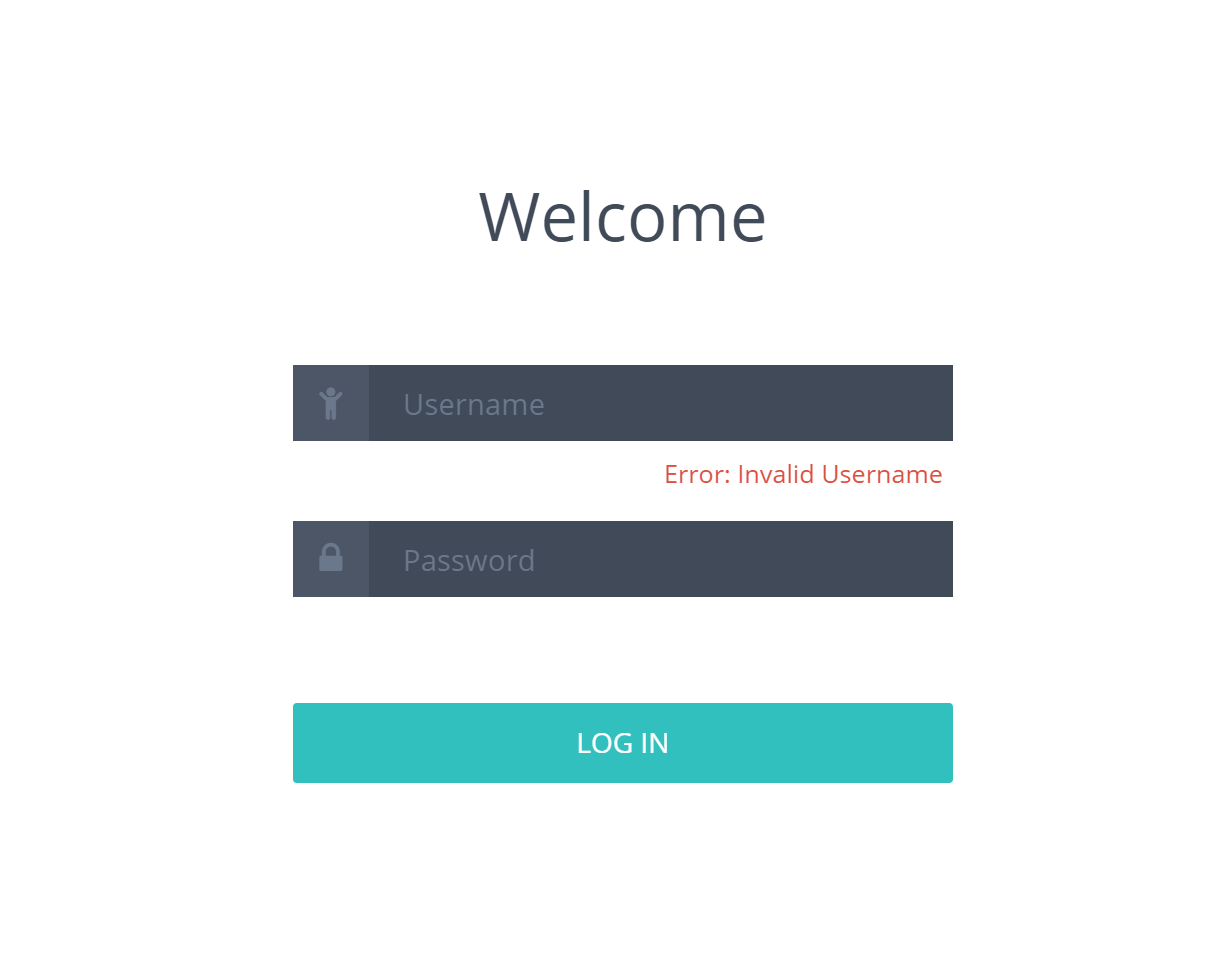 Welcome
Username
Error: Invalid Username
Password
LOG IN